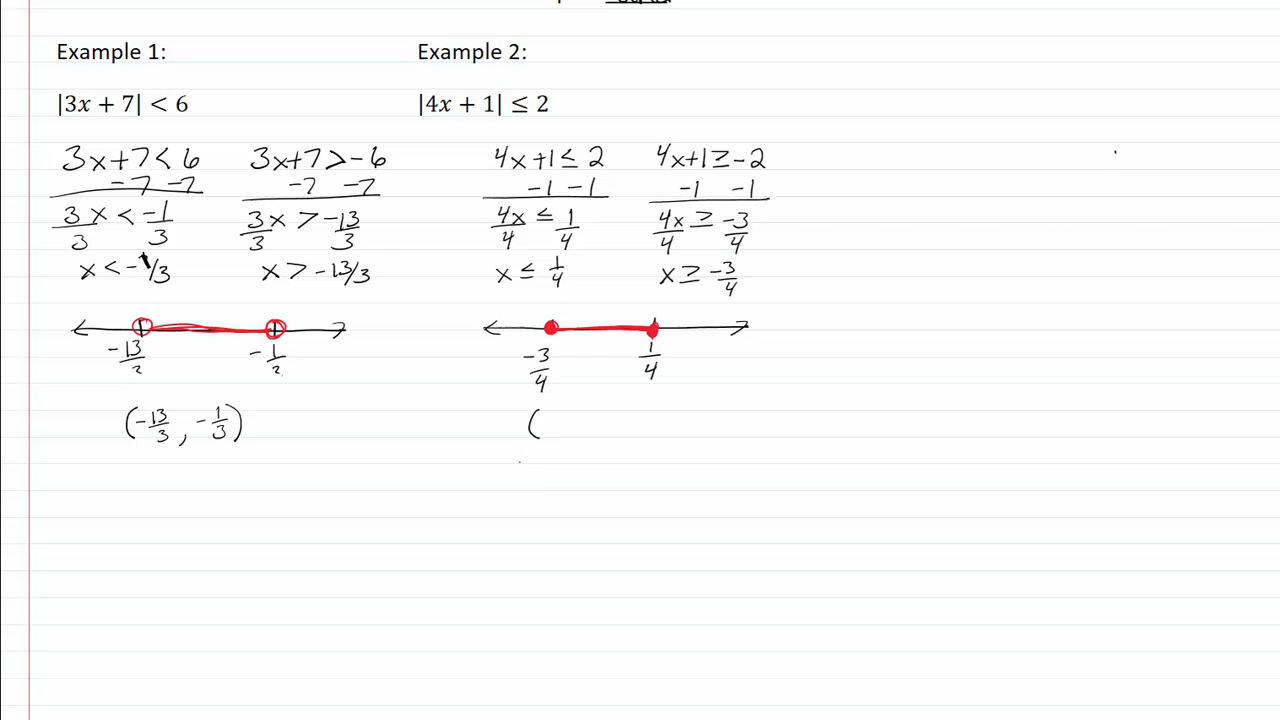 Example 1: Example 2:
|3x + 7| < 6 |4x + 1| ≤ 2
3x+7<6 3x+7>-6 4x+1≤2 4x+1≥-2
-7 -7 -7 -7 -1 -1 -1 -1
3x/3 < -1/3 3x/3 > -13/3 4x/4 ≤ 1/4 4x/4 ≥ -3/4
x<-1/3 x>-13/3 x≤1/4 x≥-3/4
-13/2 -1/2 -3/4 1/4
(-13/3, -1/3) (